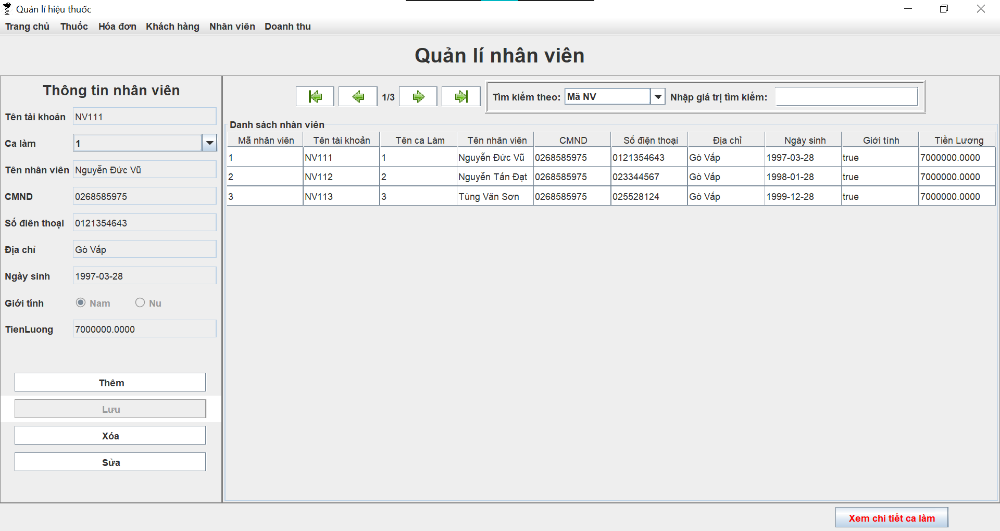 Quản lí hiệu thuốc
Trang chủ Thuốc Hóa đơn Khách hàng Nhân viên Doanh thu
Quản lí nhân viên
Thông tin nhân viên
Tên tài khoản NV111
Ca làm 1
Tên nhân viên Nguyễn Đức Vũ
CMND 0268585975
Số điên thoại 0121354643
Địa chỉ Gò Vấp
Ngày sinh 1997-03-28
Giới tính Nam Nu
TienLuong 7000000.0000
Thêm
Lưu
Xóa
Sửa
1/3 Tìm kiếm theo: Mã NV Nhập giá trị tìm kiếm:
Danh sách nhân viên
Mã nhân viên Tên tài khoản Tên ca Làm Tên nhân viên CMND Số điện thoại Địa chỉ Ngày sinh Giới tính Tiền Lương
1 NV111 1 Nguyễn Đức Vũ 0268585975 0121354643 Gò Vấp 1997-03-28 true 7000000.0000
2 NV112 2 Nguyễn Tấn Đạt 0268585975 023344567 Gò Vấp 1998-01-28 true 7000000.0000
3 NV113 3 Tùng Văn Sơn 0268585975 025528124 Gò Vấp 1999-12-28 true 7000000.0000
Xem chi tiết ca làm